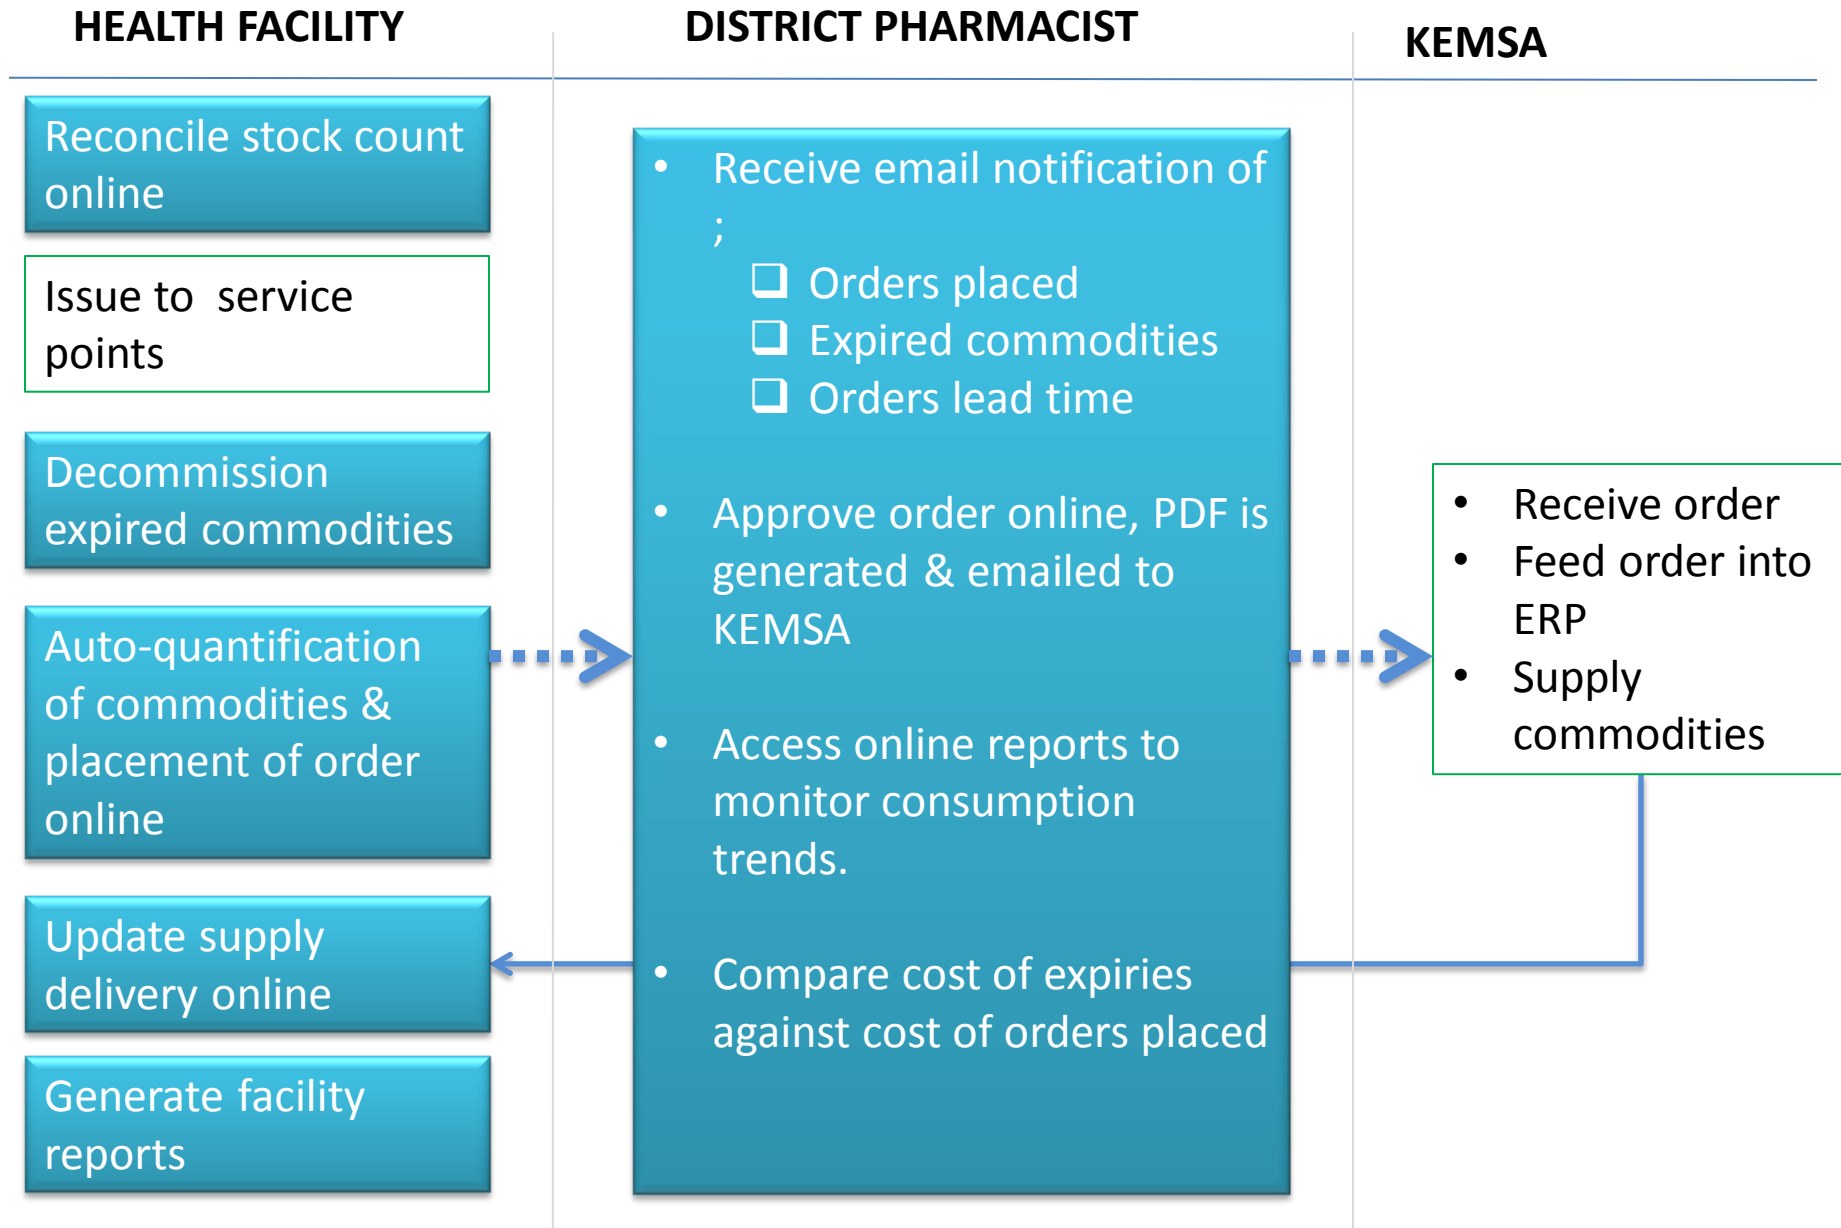 HEALTH FACILITY
DISTRICT PHARMACIST
KEMSA
Reconcile stock count
online
Issue to  service
points
Decommission
expired commodities
Auto-quantification
of commodities &
placement of order
online
Update supply
delivery online
Generate facility
reports
• Receive email notification of
;
❑ Orders placed
❑ Expired commodities
❑ Orders lead time
• Approve order online, PDF is
generated & emailed to
KEMSA
• Access online reports to
monitor consumption
trends.
• Compare cost of expiries
against cost of orders placed
• Receive order
• Feed order into
ERP
• Supply
commodities